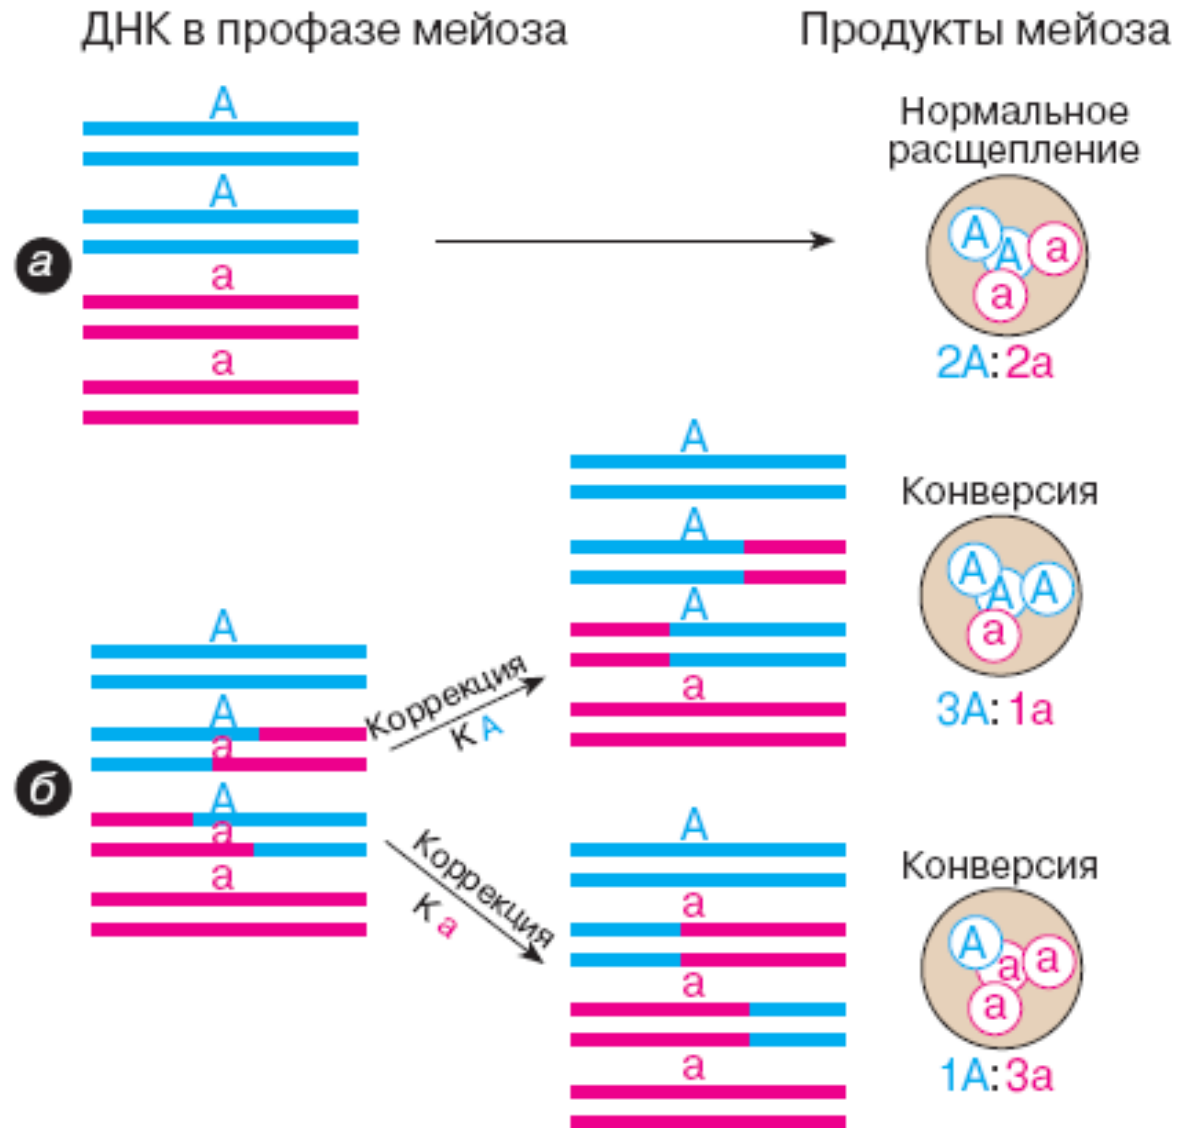 ДНК в профазе мейоза
Продукты мейоза
A
A
а
a
a
Нормальное
расщепление
A
A
a
a
2A:2a
A
A
A
a
Конверсия
A
A
A
a
3A:1a
б
A
A
a
A
a
a
Коррекция
К A
Коррекция
К a
A
a
a
a
Конверсия
A
a
a
a
1A:3a